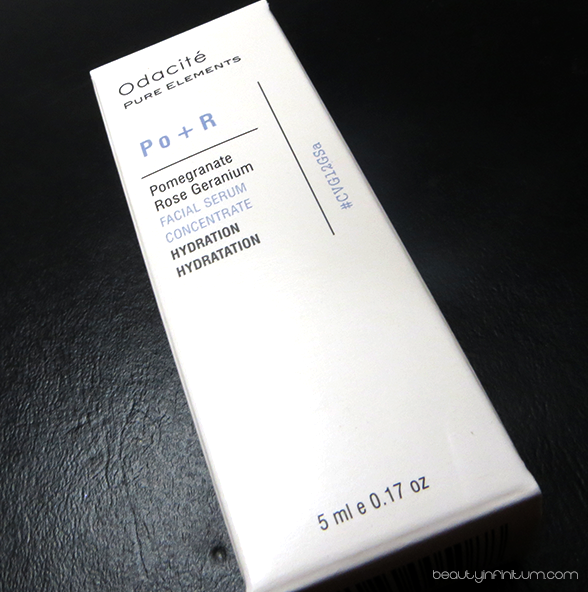 Odacité
PURE ELEMENTS
Po + R
Pomegranate
Rose Geranium
FACIAL SERUM
CONCENTRATE
HYDRATION
HYDRATATION
#CVG12GSa
5 ml e 0.17 oz
beautyinfinitum.com